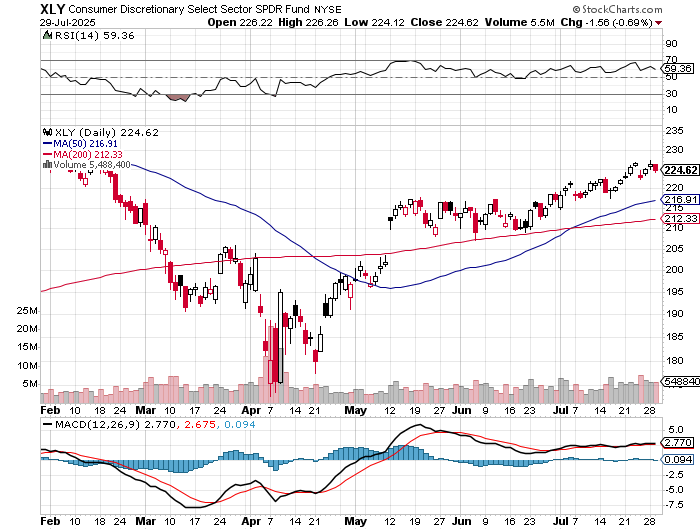 XLY Consumer Discretionary Select Sector SPDR Fund NYSE © StockCharts.com
29-Jul-2025 Open 226.22 High 226.26 Low 224.12 Close 224.62 Volume 5.5M Chg -1.56 (-0.69%)
RSI(14) 59.36
90
70
59.36
50
30
10
XLY (Daily) 224.62
MA(50) 216.91
MA(200) 212.33
Volume 5,488,400
235
230
224.62
220
216.91
215
212.33
210
205
200
195
190
185
180
25M
20M
15M
10M
5M
548840
Feb 10 18 24 Mar 10 17 24 Apr 7 14 21 May 12 19 27 Jun 9 16 23 Jul 7 14 21 28
MACD(12,26,9) 2.770, 2.675, 0.094
5.0
2.770
0.094
-2.5
-5.0
-7.5
Feb 10 18 24 Mar 10 17 24 Apr 7 14 21 May 12 19 27 Jun 9 16 23 Jul 7 14 21 28